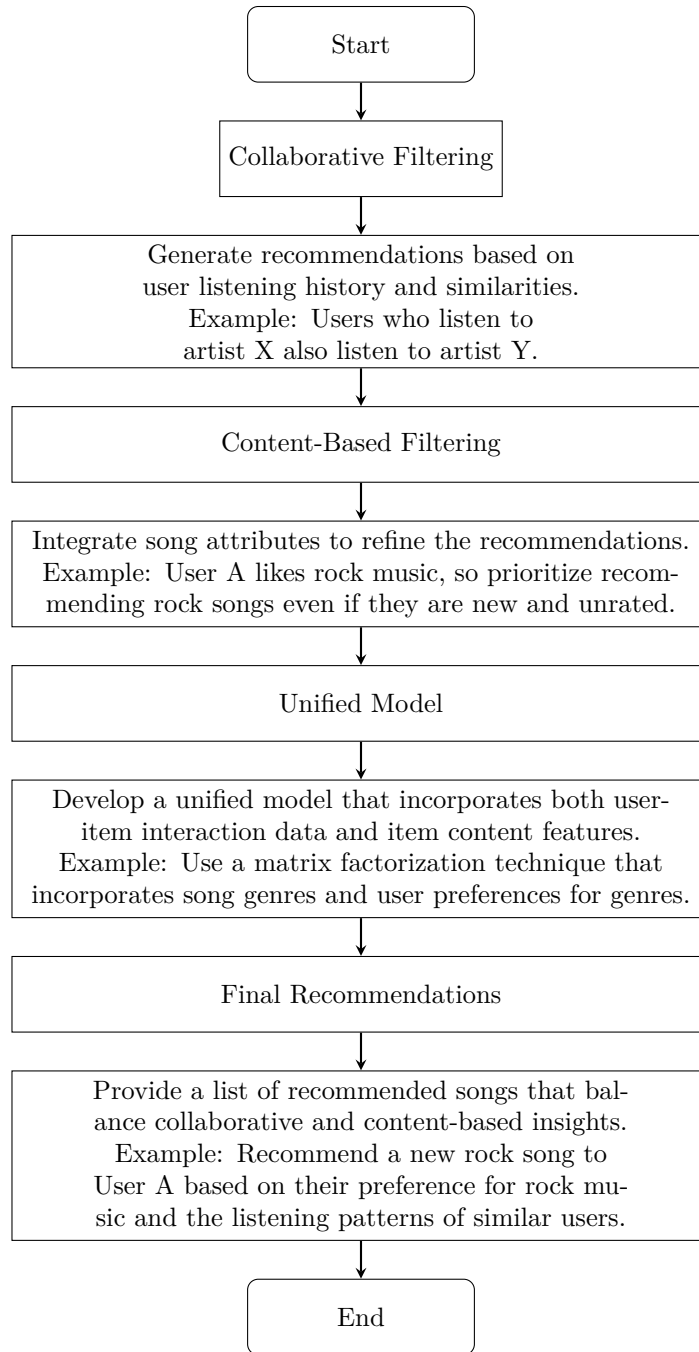 Start
Collaborative Filtering
Generate recommendations based on
user listening history and similarities.
Example: Users who listen to
artist X also listen to artist Y.
Content-Based Filtering
Integrate song attributes to refine the recommendations.
Example: User A likes rock music, so prioritize recom-
mending rock songs even if they are new and unrated.
Unified Model
Develop a unified model that incorporates both user-
item interaction data and item content features.
Example: Use a matrix factorization technique that
incorporates song genres and user preferences for genres.
Final Recommendations
Provide a list of recommended songs that bal-
ance collaborative and content-based insights.
Example: Recommend a new rock song to
User A based on their preference for rock mu-
sic and the listening patterns of similar users.
End